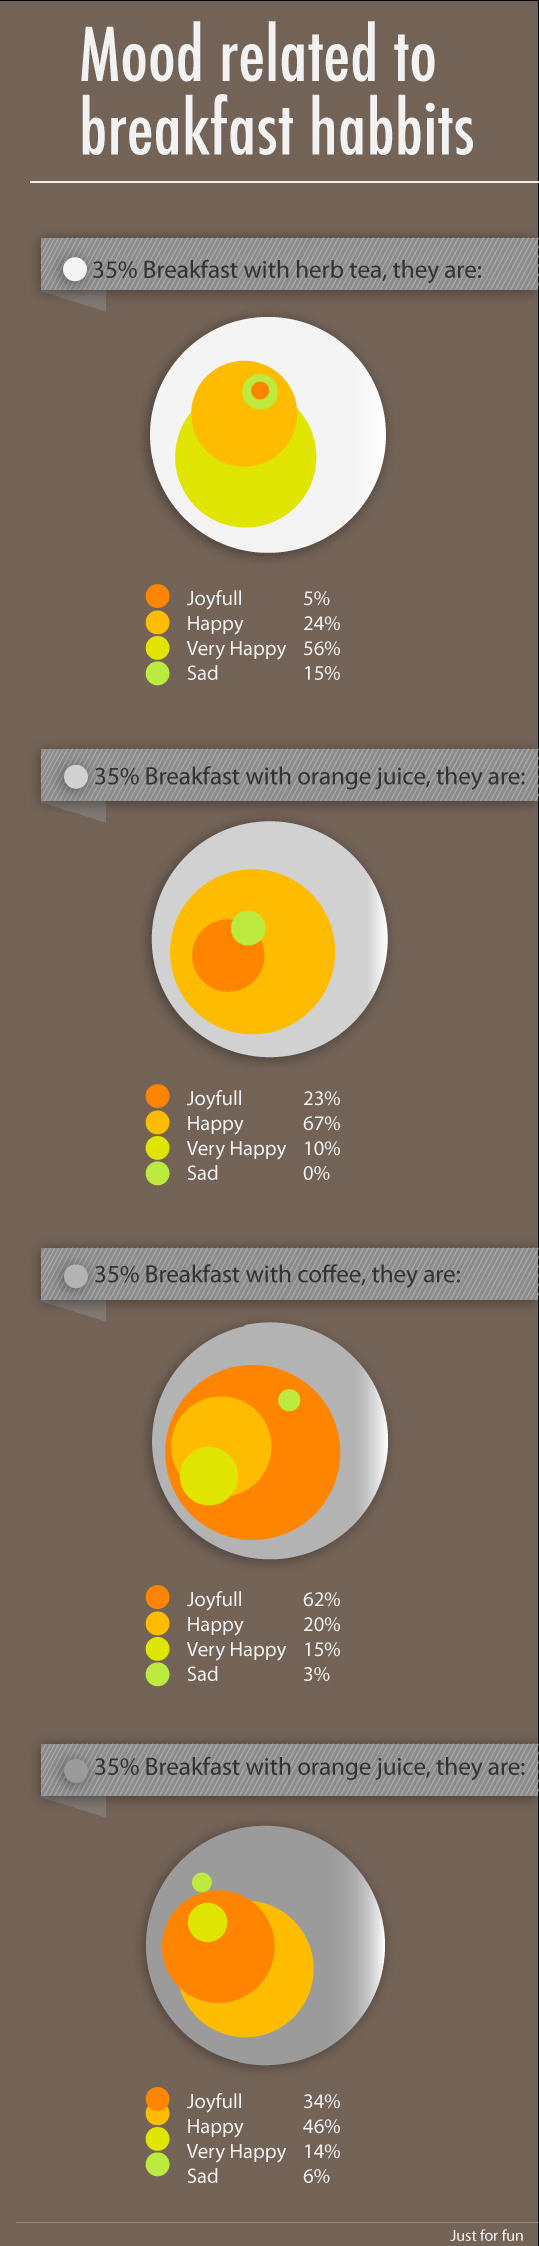 Mood related to
breakfast habbits
35% Breakfast with herb tea, they are:
Joyfull 5%
Happy 24%
Very Happy 56%
Sad 15%
35% Breakfast with orange juice, they are:
Joyfull 23%
Happy 67%
Very Happy 10%
Sad 0%
35% Breakfast with coffee, they are:
Joyfull 62%
Happy 20%
Very Happy 15%
Sad 3%
35% Breakfast with orange juice, they are:
Joyfull 34%
Happy 46%
Very Happy 14%
Sad 6%
Just for fun